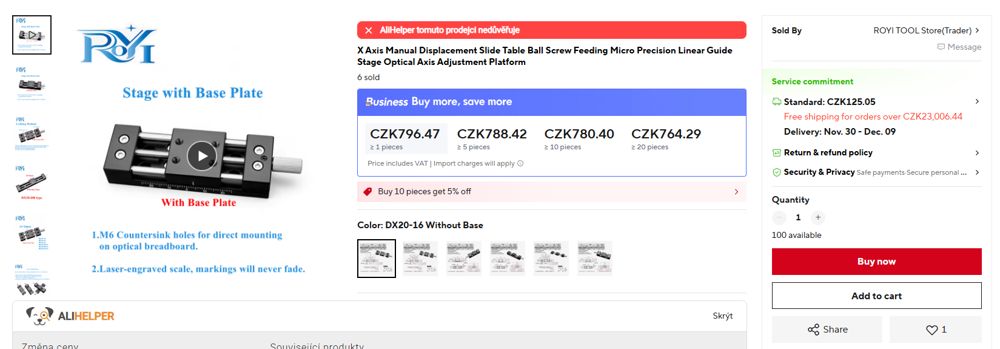 ROYI
Stage with Base Plate
With Base Plate
1.M6 Countersink holes for direct mounting
on optical breadboard.
2.Laser-engraved scale, markings will never fade.
AliHelper tomuto prodejci nedůvěřuje
X Axis Manual Displacement Slide Table Ball Screw Feeding Micro Precision Linear Guide
Stage Optical Axis Adjustment Platform
6 sold
Business Buy more, save more
CZK796.47 CZK788.42 CZK780.40 CZK764.29
≥ 1 pieces ≥ 5 pieces ≥ 10 pieces ≥ 20 pieces
Price includes VAT | Import charges will apply
Buy 10 pieces get 5% off
Color: DX20-16 Without Base
ALIHELPER
Skrýt
Změna ceny Související produkty
Sold By ROYI TOOL Store(Trader)
Message
Service commitment
Standard: CZK125.05
Free shipping for orders over CZK23,006.44
Delivery: Nov. 30 - Dec. 09
Return & refund policy
Security & Privacy Safe payments·Secure personal ...
Quantity
1
100 available
Buy now
Add to cart
Share 1